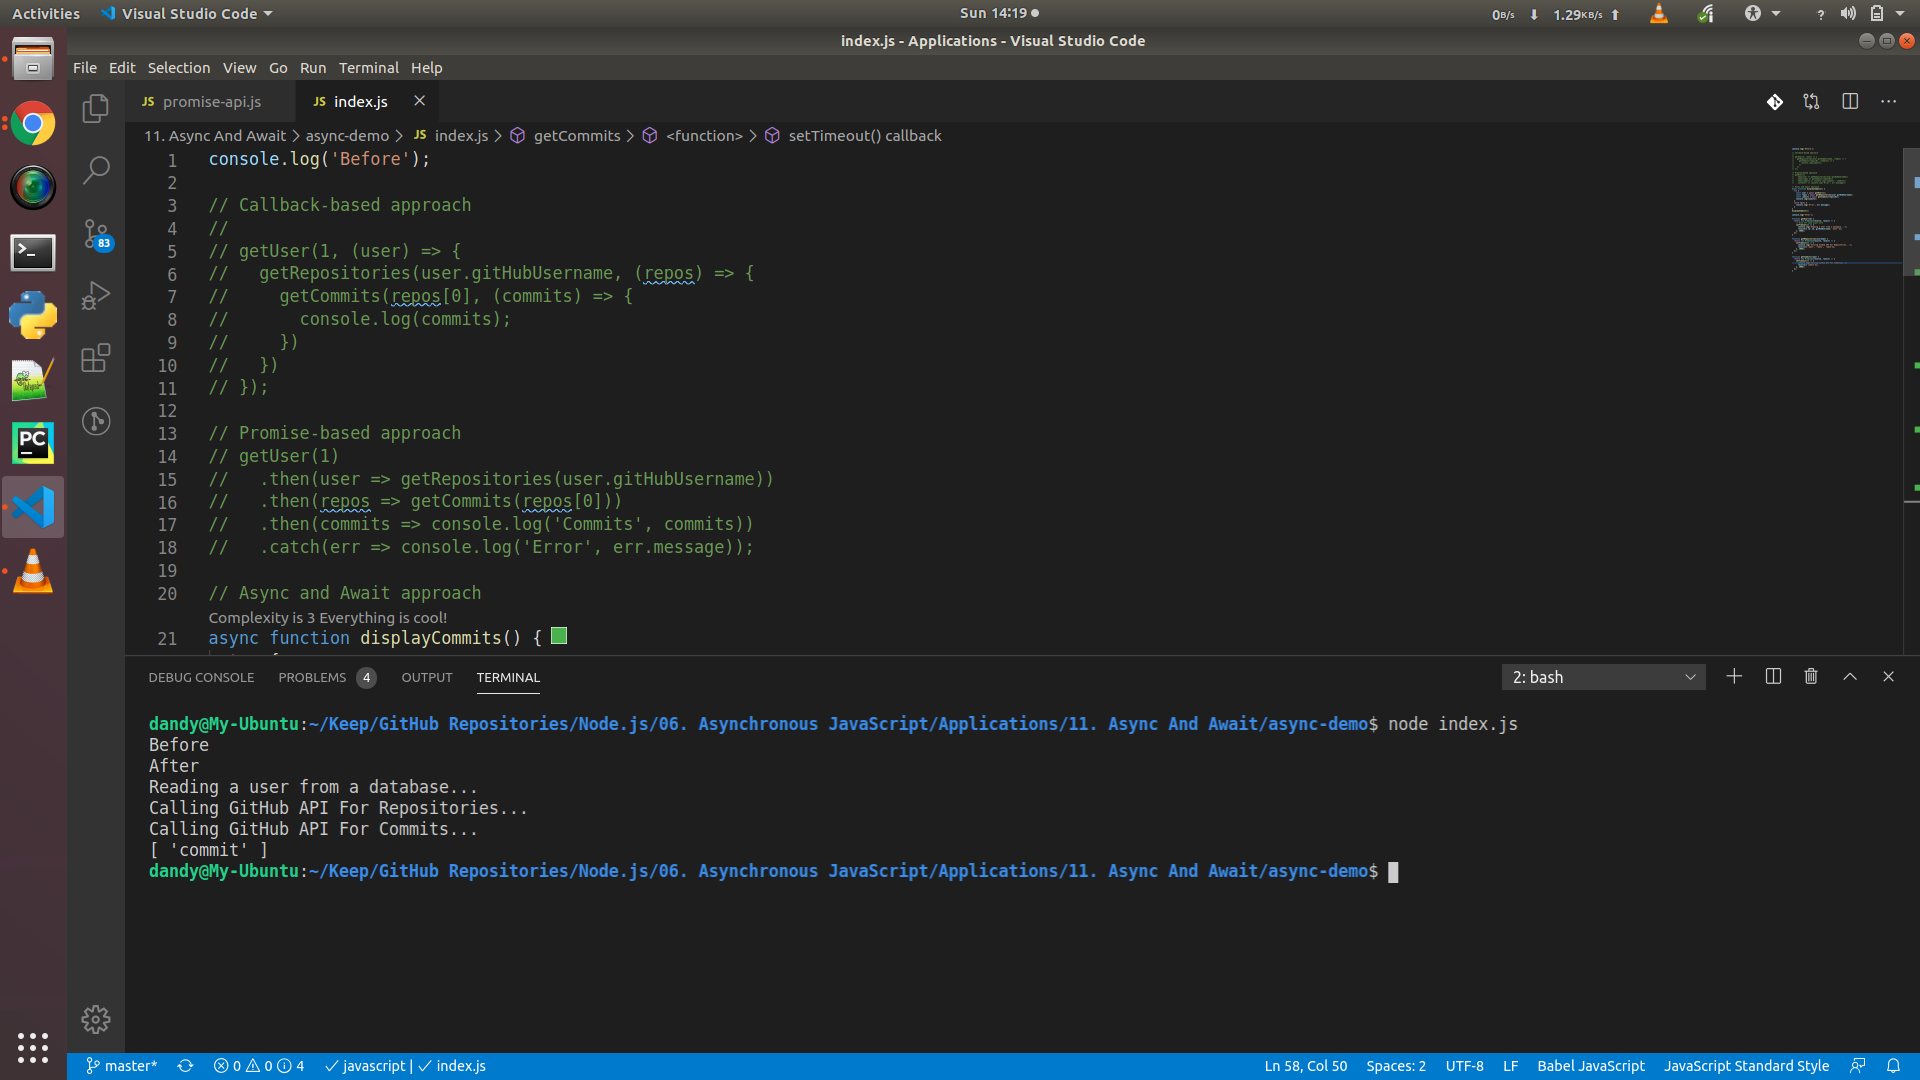 Activities Visual Studio Code Sun 14:19 0B/s 1.29KB/s ?
index.js - Applications - Visual Studio Code
File Edit Selection View Go Run Terminal Help
JS promise-api.js JS index.js
11. Async And Await > async-demo > JS index.js > getCommits > <function> > setTimeout() callback
1 console.log('Before');
2
3 // Callback-based approach
4 //
5 // getUser(1, (user) => {
6 //   getRepositories(user.gitHubUsername, (repos) => {
7 //     getCommits(repos[0], (commits) => {
8 //       console.log(commits);
9 //     })
10 //   })
11 // });
12
13 // Promise-based approach
14 // getUser(1)
15 //   .then(user => getRepositories(user.gitHubUsername))
16 //   .then(repos => getCommits(repos[0]))
17 //   .then(commits => console.log('Commits', commits))
18 //   .catch(err => console.log('Error', err.message));
19
20 // Async and Await approach
Complexity is 3 Everything is cool!
21 async function displayCommits() {
83
PC
DEBUG CONSOLE PROBLEMS 4 OUTPUT TERMINAL 2: bash
dandy@My-Ubuntu:~/Keep/GitHub Repositories/Node.js/06. Asynchronous JavaScript/Applications/11. Async And Await/async-demo$ node index.js
Before
After
Reading a user from a database...
Calling GitHub API For Repositories...
Calling GitHub API For Commits...
[ 'commit' ]
dandy@My-Ubuntu:~/Keep/GitHub Repositories/Node.js/06. Asynchronous JavaScript/Applications/11. Async And Await/async-demo$
master* 0 0 4 javascript | index.js Ln 58, Col 50 Spaces: 2 UTF-8 LF Babel JavaScript JavaScript Standard Style